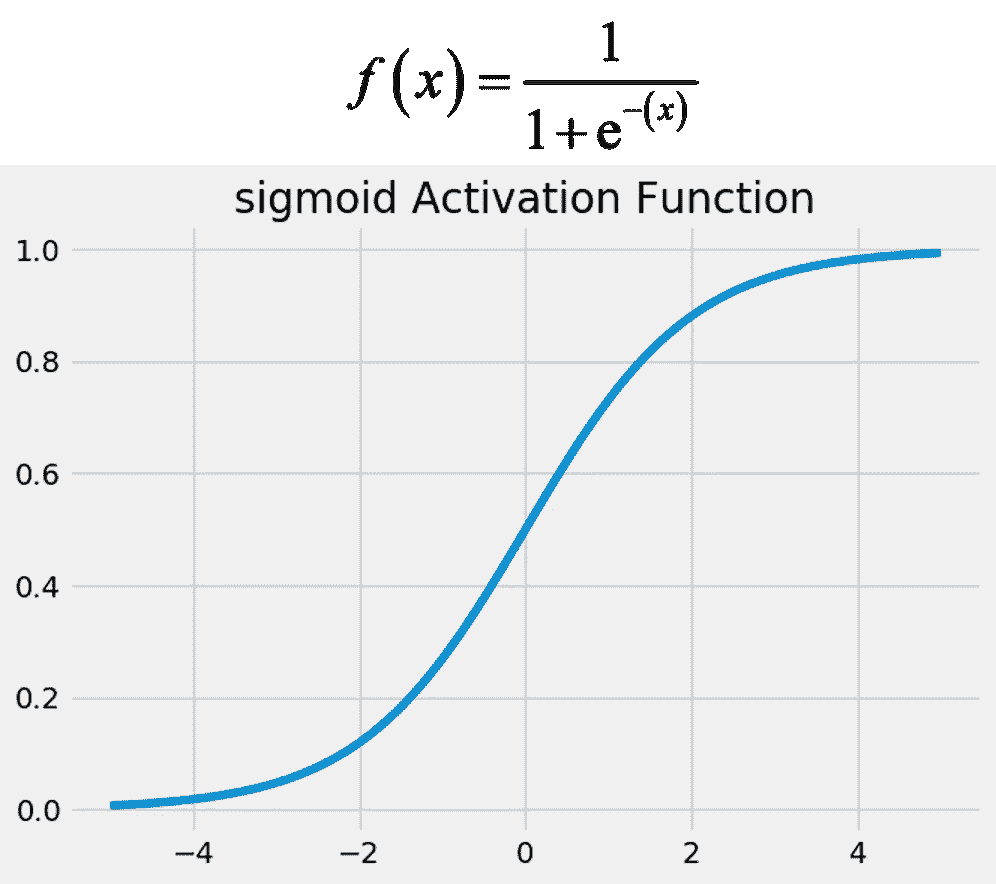 f(x) = 1 / (1+e^-(x))
sigmoid Activation Function
1.0
0.8
0.6
0.4
0.2
0.0
−4 −2 0 2 4